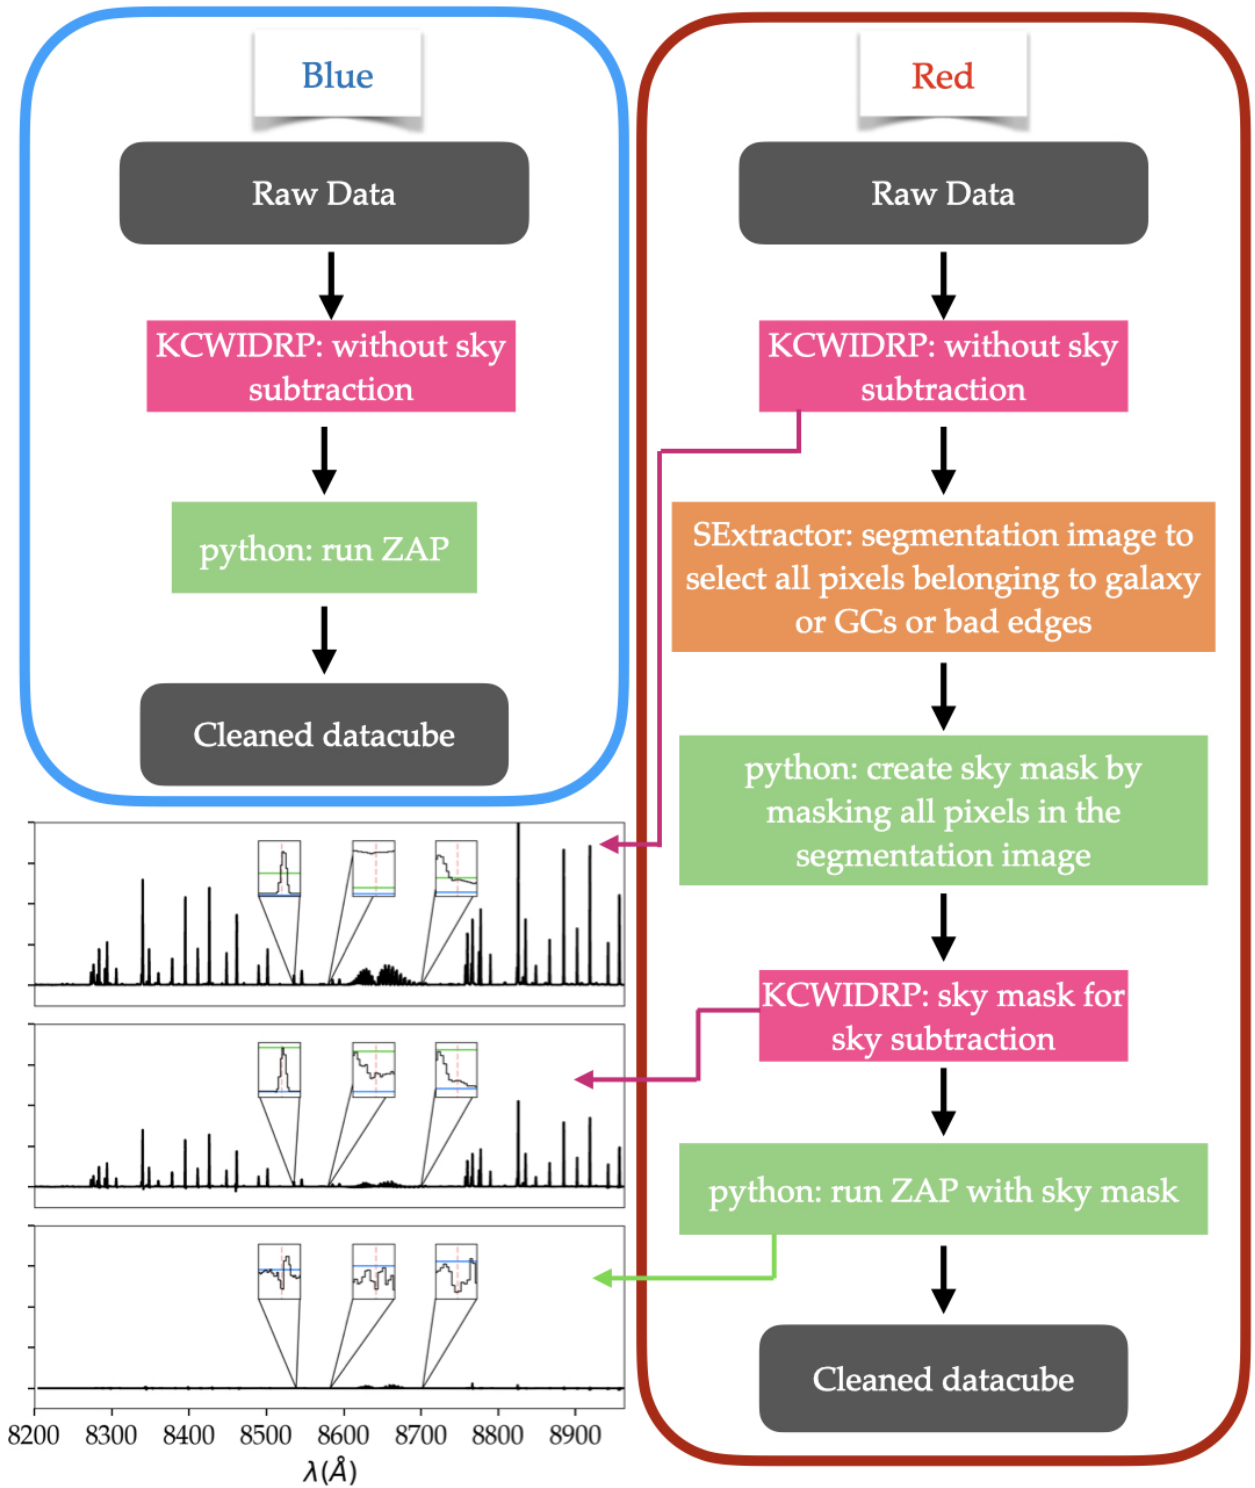 Blue
Raw Data
KCWIDRP: without sky
subtraction
python: run ZAP
Cleaned datacube
Red
Raw Data
KCWIDRP: without sky
subtraction
SExtractor: segmentation image to
select all pixels belonging to galaxy
or GCs or bad edges
python: create sky mask by
masking all pixels in the
segmentation image
KCWIDRP: sky mask for
sky subtraction
python: run ZAP with sky mask
Cleaned datacube
8200 8300 8400 8500 8600 8700 8800 8900
λ(Å)